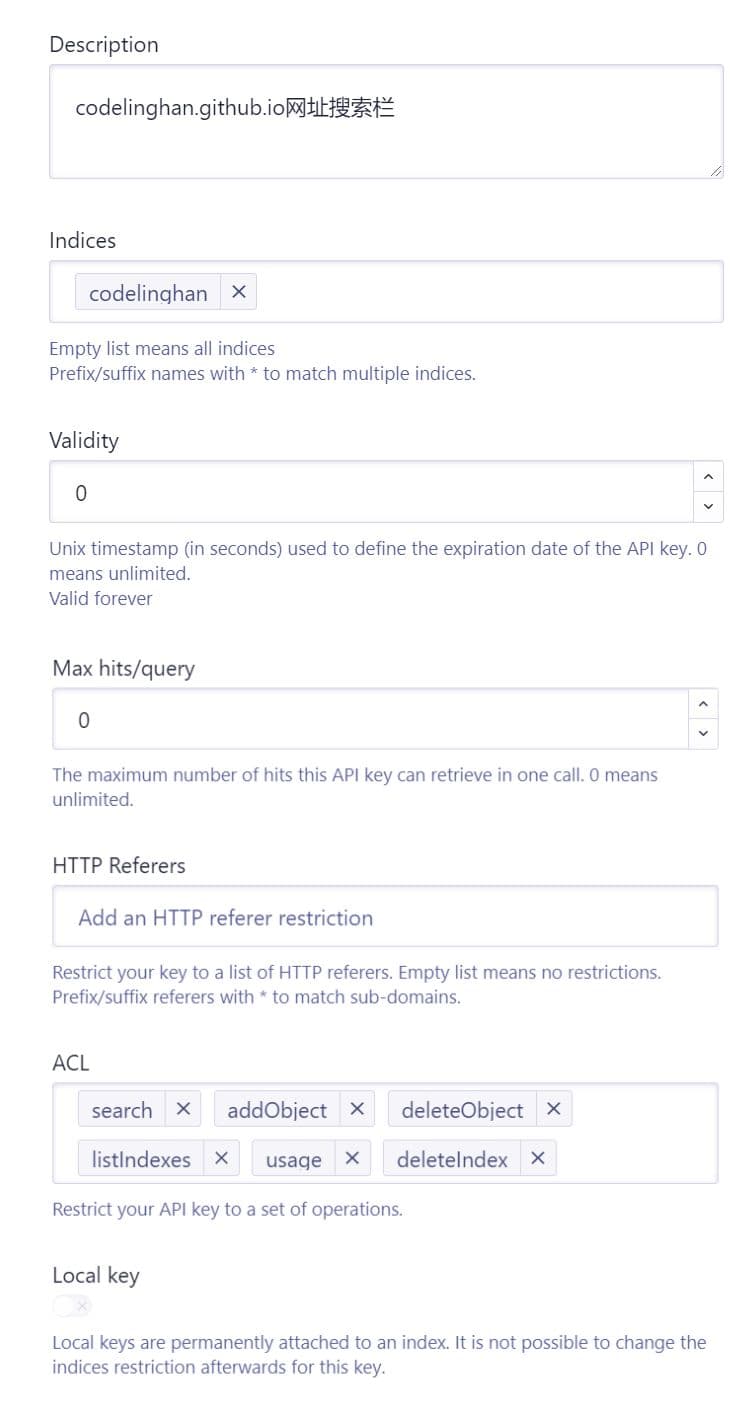 Description
codelinghan.github.io网址搜索栏
Indices
codelinghan
Empty list means all indices
Prefix/suffix names with * to match multiple indices.
Validity
0
Unix timestamp (in seconds) used to define the expiration date of the API key. 0
means unlimited.
Valid forever
Max hits/query
0
The maximum number of hits this API key can retrieve in one call. 0 means
unlimited.
HTTP Referers
Add an HTTP referer restriction
Restrict your key to a list of HTTP referers. Empty list means no restrictions.
Prefix/suffix referers with * to match sub-domains.
ACL
search addObject deleteObject
listIndexes usage deleteIndex
Restrict your API key to a set of operations.
Local key
Local keys are permanently attached to an index. It is not possible to change the
indices restriction afterwards for this key.